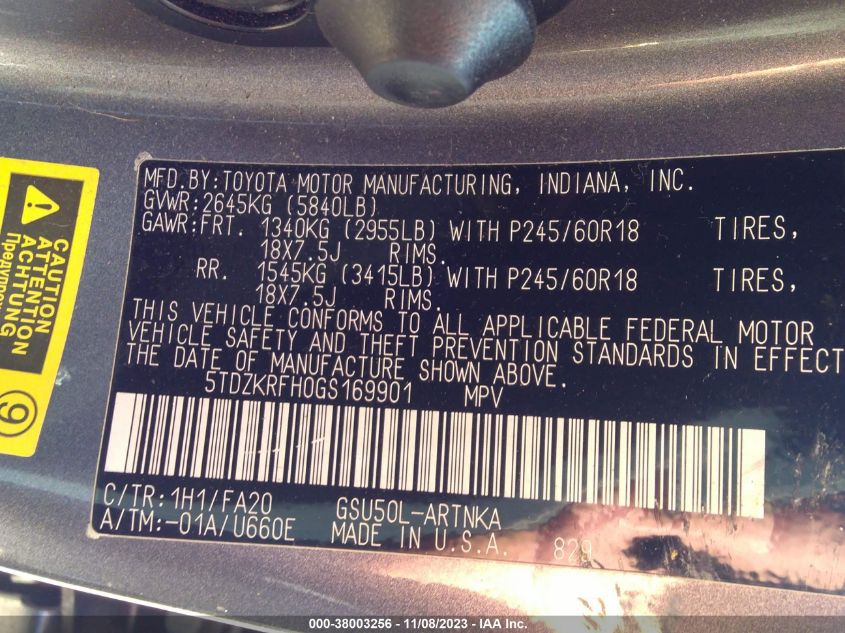 MFD.BY:TOYOTA MOTOR MANUFACTURING, INDIANA, INC.
GVWR:2645KG (5840LB)
GAWR:FRT. 1340KG (2955LB) WITH P245/60R18 TIRES,
18X7.5J RIMS.
RR. 1545KG (3415LB) WITH P245/60R18 TIRES,
18X7.5J RIMS.
THIS VEHICLE CONFORMS TO ALL APPLICABLE FEDERAL MOTOR
VEHICLE SAFETY AND THEFT PREVENTION STANDARDS IN EFFECT
THE DATE OF MANUFACTURE SHOWN ABOVE.
5TDZKRFH0GS169901 MPV
C/TR:1H1/FA20 GSU50L-ARTNKA
A/TM:-01A/U660E MADE IN U.S.A. 829
CAUTION
ATTENTION
ACHTUNG
9
000-38003256 — 11/08/2023 — IAA Inc.